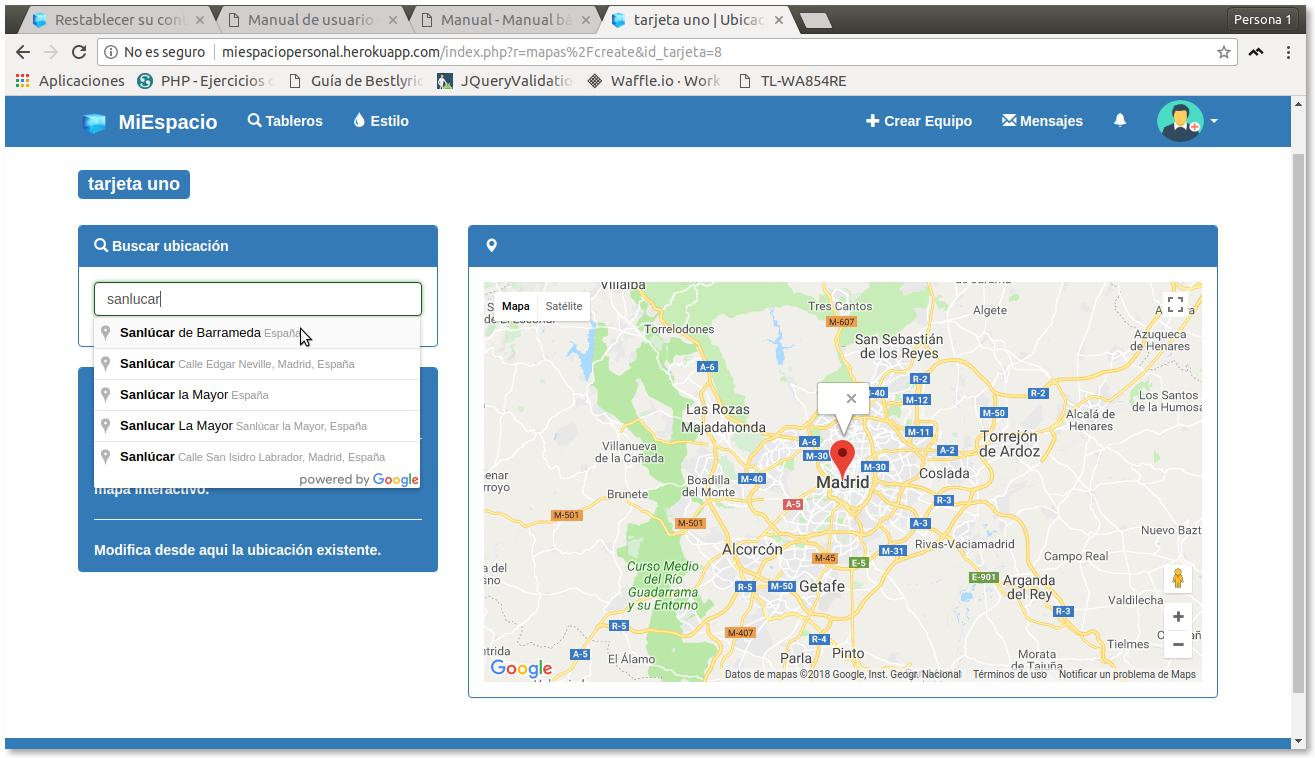 Restablecer su con
Manual de usuario
Manual - Manual bá
tarjeta uno | Ubicac
Persona 1
No es seguro
miespaciopersonal.herokuapp.com/index.php?r=mapas%2Fcreate&id_tarjeta=8
Aplicaciones
PHP - Ejercicios
Guía de Bestlyric
JQueryValidatio
Waffle.io · Work
TL-WA854RE
MiEspacio
Tableros
Estilo
Crear Equipo
Mensajes
tarjeta uno
Buscar ubicación
sanlucar
Sanlúcar de Barrameda España
Sanlúcar Calle Edgar Neville, Madrid, España
Sanlúcar la Mayor España
Sanlucar La Mayor Sanlúcar la Mayor, España
Sanlúcar Calle San Isidro Labrador, Madrid, España
powered by Google
mapa interactivo.
Modifica desde aqui la ubicación existente.
Villalba
Mapa
Satélite
El Escorial
Tres Cantos
M-607
Algete
Torrelodones
San Sebastián
de los Reyes
Azuqueca
de Henares
A-6
R-2
M-40
M-12
R-2
Los Santos
de la Humosa
Las Rozas
Majadahonda
M-50
Alcalá de
Henares
M-11
Torrejón
de Ardoz
A-6
Villanueva
de la Cañada
M-30
A-2
M-30
Coslada
Boadilla
del Monte
M-40
Madrid
Brunete
A-5
R-3
M-501
M-501
A-3
Nuevo Bazt
Rivas-Vaciamadrid
Alcorcón
M-31
M-45
E-5
Campo Real
Curso Medio
del Río
Guadarrama
y su Entorno
E-901
Arganda
del Rey
R-5
M-50
Getafe
Valdilecha
R-5
R-3
M-407
R-4
Tielmes
A-5
El Álamo
Parla
Pinto
Morata
de Tajuña
Google
Datos de mapas ©2018 Google, Inst. Geogr. Nacional
Términos de uso
Notificar un problema de Maps